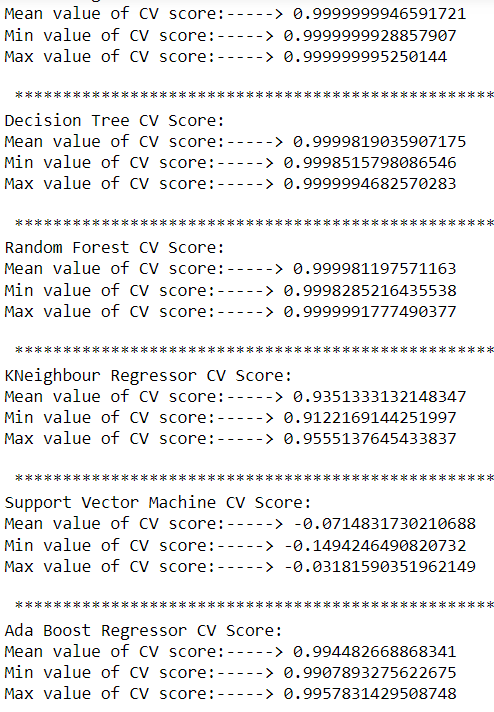 Mean value of CV score:-----> 0.9999999946591721
Min value of CV score:-----> 0.9999999928857907
Max value of CV score:-----> 0.999999995250144
**************************************************
Decision Tree CV Score:
Mean value of CV score:-----> 0.9999819035907175
Min value of CV score:-----> 0.9998515798086546
Max value of CV score:-----> 0.9999994682570283
**************************************************
Random Forest CV Score:
Mean value of CV score:-----> 0.999981197571163
Min value of CV score:-----> 0.9998285216435538
Max value of CV score:-----> 0.9999991777490377
**************************************************
KNeighbour Regressor CV Score:
Mean value of CV score:-----> 0.9351333132148347
Min value of CV score:-----> 0.9122169144251997
Max value of CV score:-----> 0.9555137645433837
**************************************************
Support Vector Machine CV Score:
Mean value of CV score:-----> -0.0714831730210688
Min value of CV score:-----> -0.1494246490820732
Max value of CV score:-----> -0.03181590351962149
**************************************************
Ada Boost Regressor CV Score:
Mean value of CV score:-----> 0.994482668868341
Min value of CV score:-----> 0.9907893275622675
Max value of CV score:-----> 0.9957831429508748